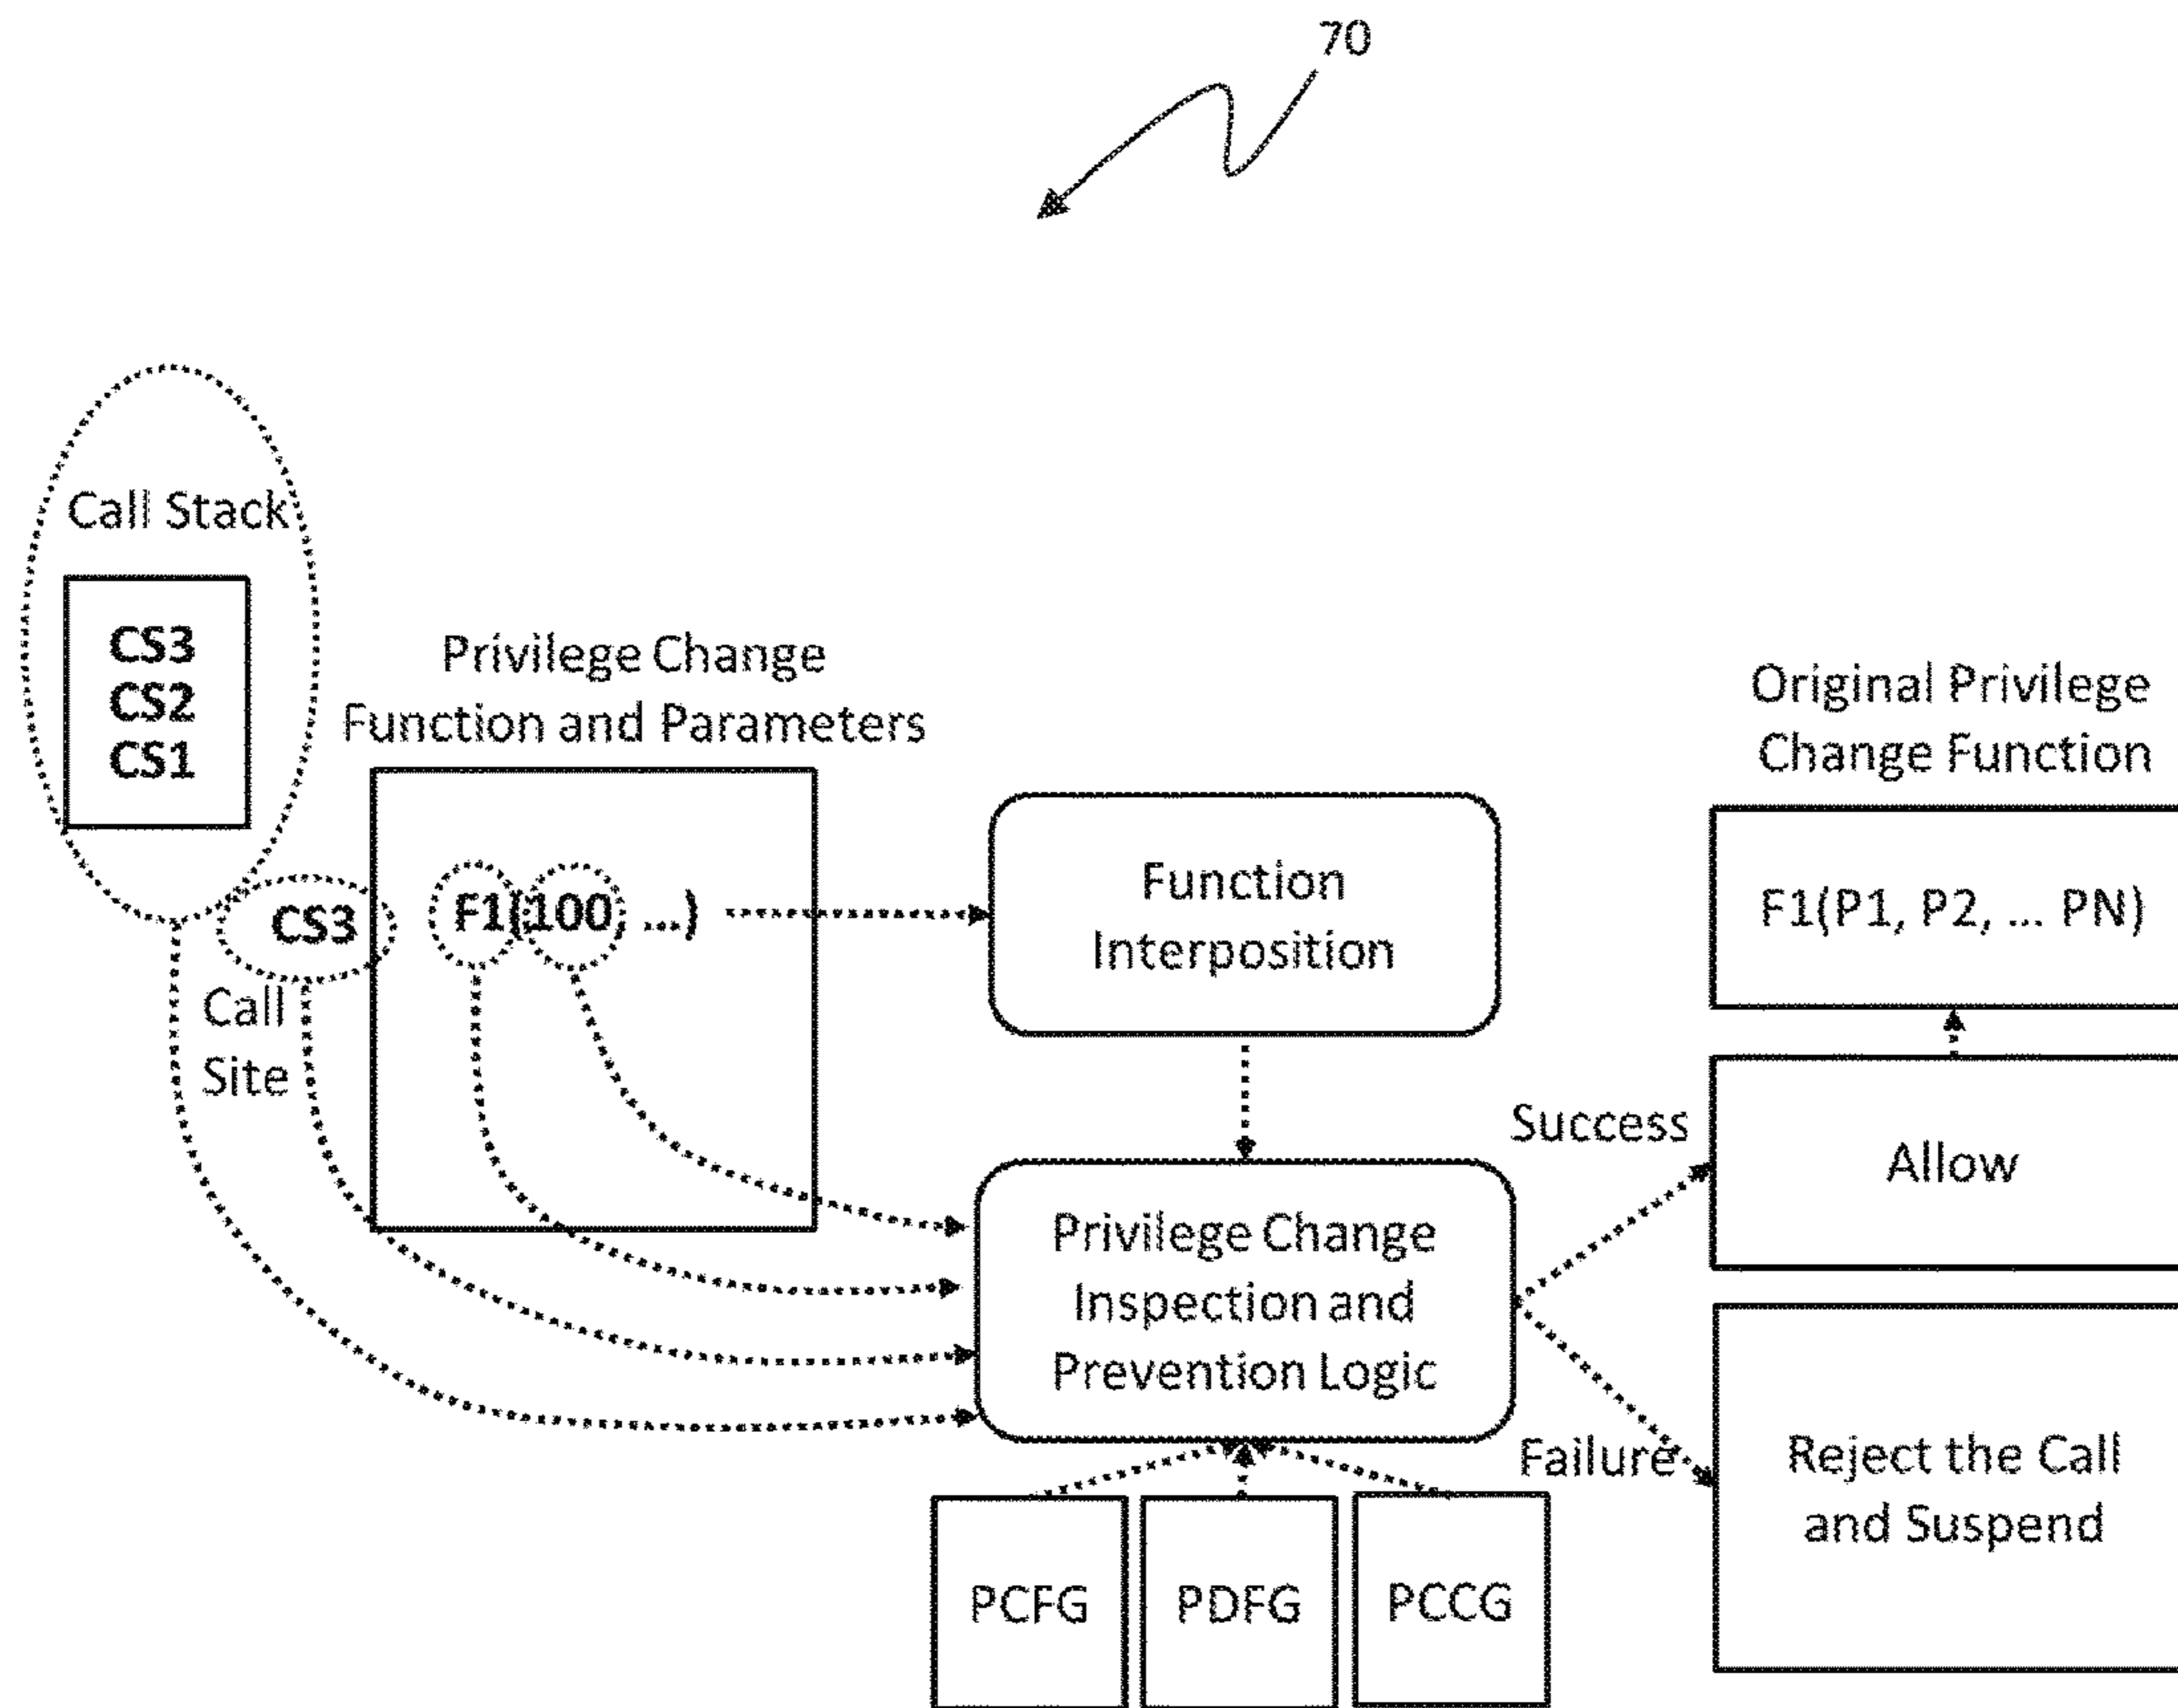 70
Call Stack
CS3
CS2
CS1
Privilege Change
Function and Parameters
Original Privilege
Change Function
CS3
F1(100 ...)
Function
Interposition
F1(P1, P2, ... PN)
Call
Site
Success
Allow
Privilege Change
Inspection and
Prevention Logic
Failure
Reject the Call
and Suspend
PCFG
PDFG
PCCG